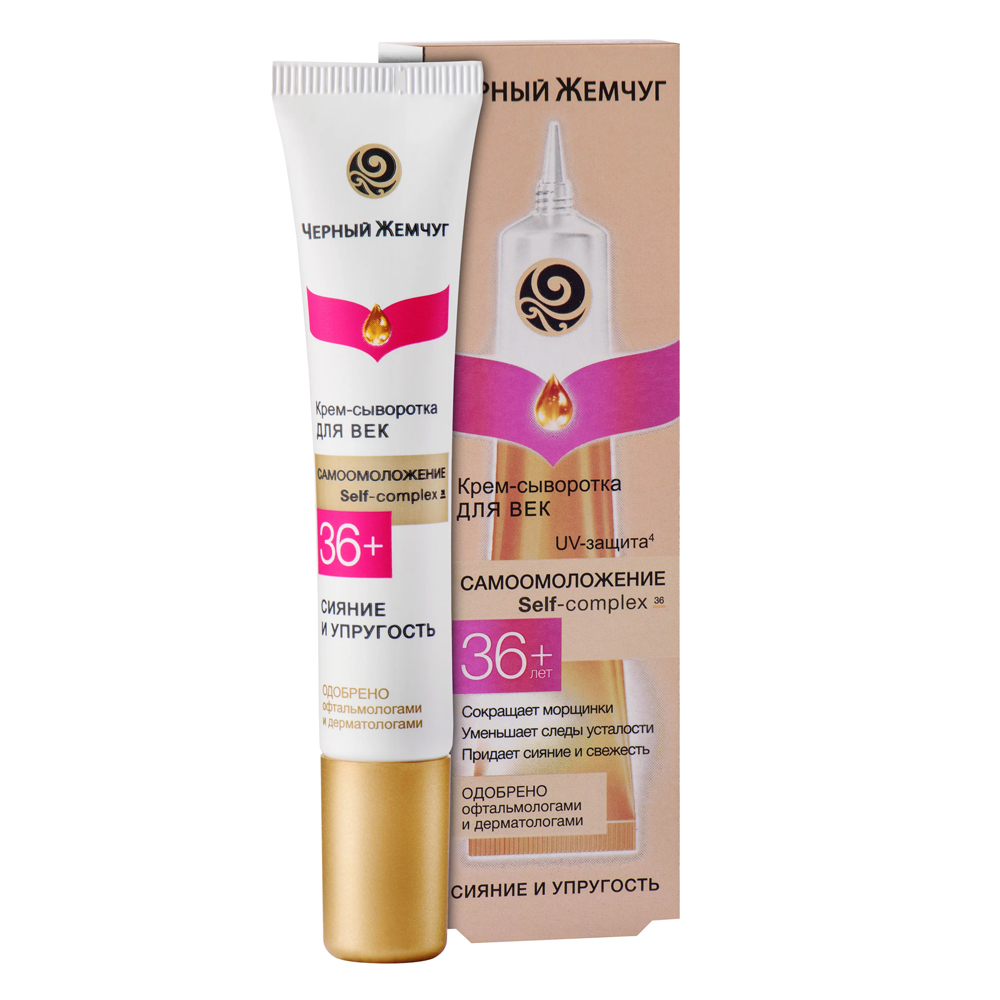 ЧЕРНЫЙ ЖЕМЧУГ
Крем-сыворотка
ДЛЯ ВЕК
САМООМОЛОЖЕНИЕ
Self-complex
36+
СИЯНИЕ
И УПРУГОСТЬ
ОДОБРЕНО
офтальмологами
и дерматологами
РНЫЙ ЖЕМЧУГ
Крем-сыворотка
ДЛЯ ВЕК
UV-защита⁴
САМООМОЛОЖЕНИЕ
Self-complex 36
36+
лет
Сокращает морщинки
Уменьшает следы усталости
Придает сияние и свежесть
ОДОБРЕНО
офтальмологами
и дерматологами
СИЯНИЕ И УПРУГОСТЬ